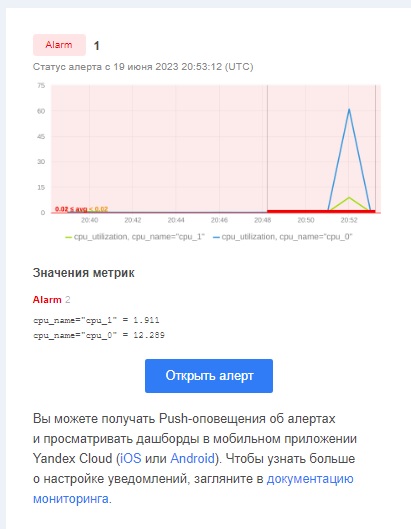 Alarm 1
Статус алерта с 19 июня 2023 20:53:12 (UTC)
75
60
45
30
15
0
0.02 ≤ avg < 0.02
20:40 20:42 20:44 20:46 20:48 20:50 20:52
cpu_utilization, cpu_name="cpu_1" cpu_utilization, cpu_name="cpu_0"
Значения метрик
Alarm 2
cpu_name="cpu_1" = 1.911
cpu_name="cpu_0" = 12.289
Открыть алерт
Вы можете получать Push-оповещения об алертах
и просматривать дашборды в мобильном приложении
Yandex Cloud (iOS или Android). Чтобы узнать больше
о настройке уведомлений, загляните в документацию
мониторинга.